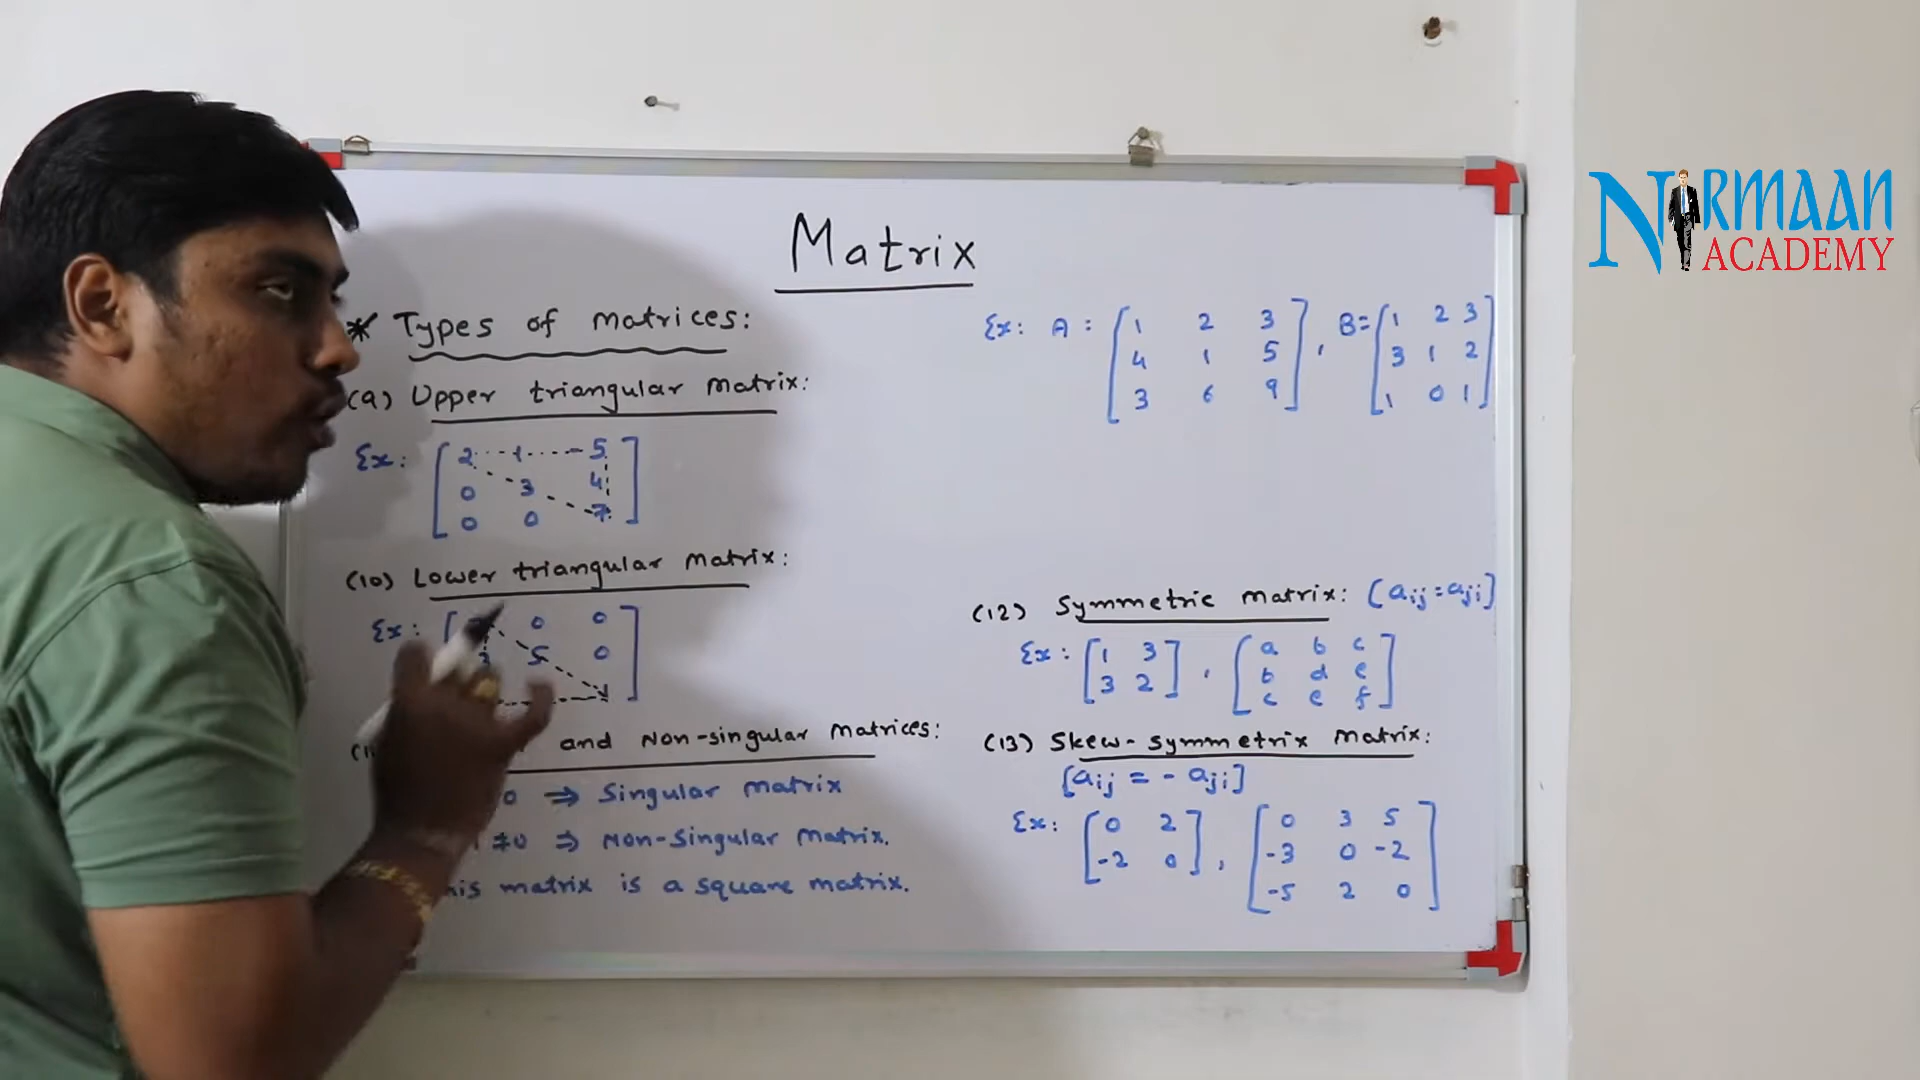 Matrix
* Types of matrices:
(9) Upper triangular matrix:
Ex: [2 1 5
0 3 4
0 0 7]
(10) Lower triangular matrix:
Ex: [ 0 0
3 5 0
]
and Non-singular matrices:
0 ⇒ Singular matrix
≠0 ⇒ Non-Singular matrix.
matrix is a square matrix.
Ex: A: [1 2 3
4 1 5
3 6 9] , B= [1 2 3
3 1 2
1 0 1]
(12) Symmetric matrix: [aij=aji]
Ex: [1 3
3 2] , [a b c
b d e
c e f]
(13) Skew-symmetrix matrix:
[aij = - aji]
Ex: [0 2
-2 0] , [0 3 5
-3 0 -2
-5 2 0]
NIRMAAN
ACADEMY